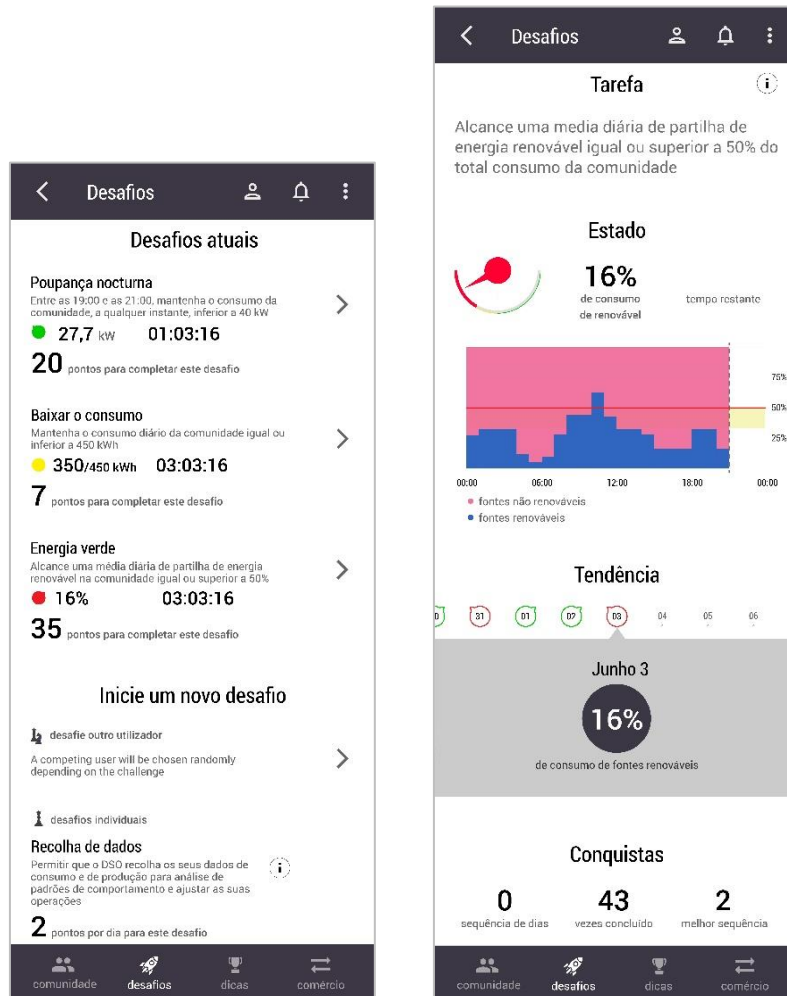 Desafios
Desafios atuais
Poupança nocturna
Entre as 19:00 e as 21:00, mantenha o consumo da
comunidade, a qualquer instante, inferior a 40 kW
27,7 kW 01:03:16
20 pontos para completar este desafio
Baixar o consumo
Mantenha o consumo diário da comunidade igual ou
inferior a 450 kWh
350/450 kWh 03:03:16
7 pontos para completar este desafio
Energia verde
Alcance uma média diária de partilha de energia
renovável na comunidade igual ou superior a 50%
16% 03:03:16
35 pontos para completar este desafio
Inicie um novo desafio
desafie outro utilizador
A competing user will be chosen randomly
depending on the challenge
desafios individuais
Recolha de dados
Permitir que o DSO recolha os seus dados de
consumo e de produção para análise de
padrões de comportamento e ajustar as suas
operações
2 pontos por dia para este desafio
comunidade desafios dicas comércio
Desafios
Tarefa
Alcance uma media diária de partilha de
energia renovável igual ou superior a 50% do
total consumo da comunidade
Estado
16%
de consumo
de renovável
tempo restante
75%
50%
25%
00:00 06:00 12:00 18:00 00:00
fontes não renováveis
fontes renováveis
Tendência
31 01 02 03 04 05 06
Junho 3
16%
de consumo de fontes renováveis
Conquistas
0 43 2
sequência de dias vezes concluído melhor sequência
comunidade desafios dicas comércio